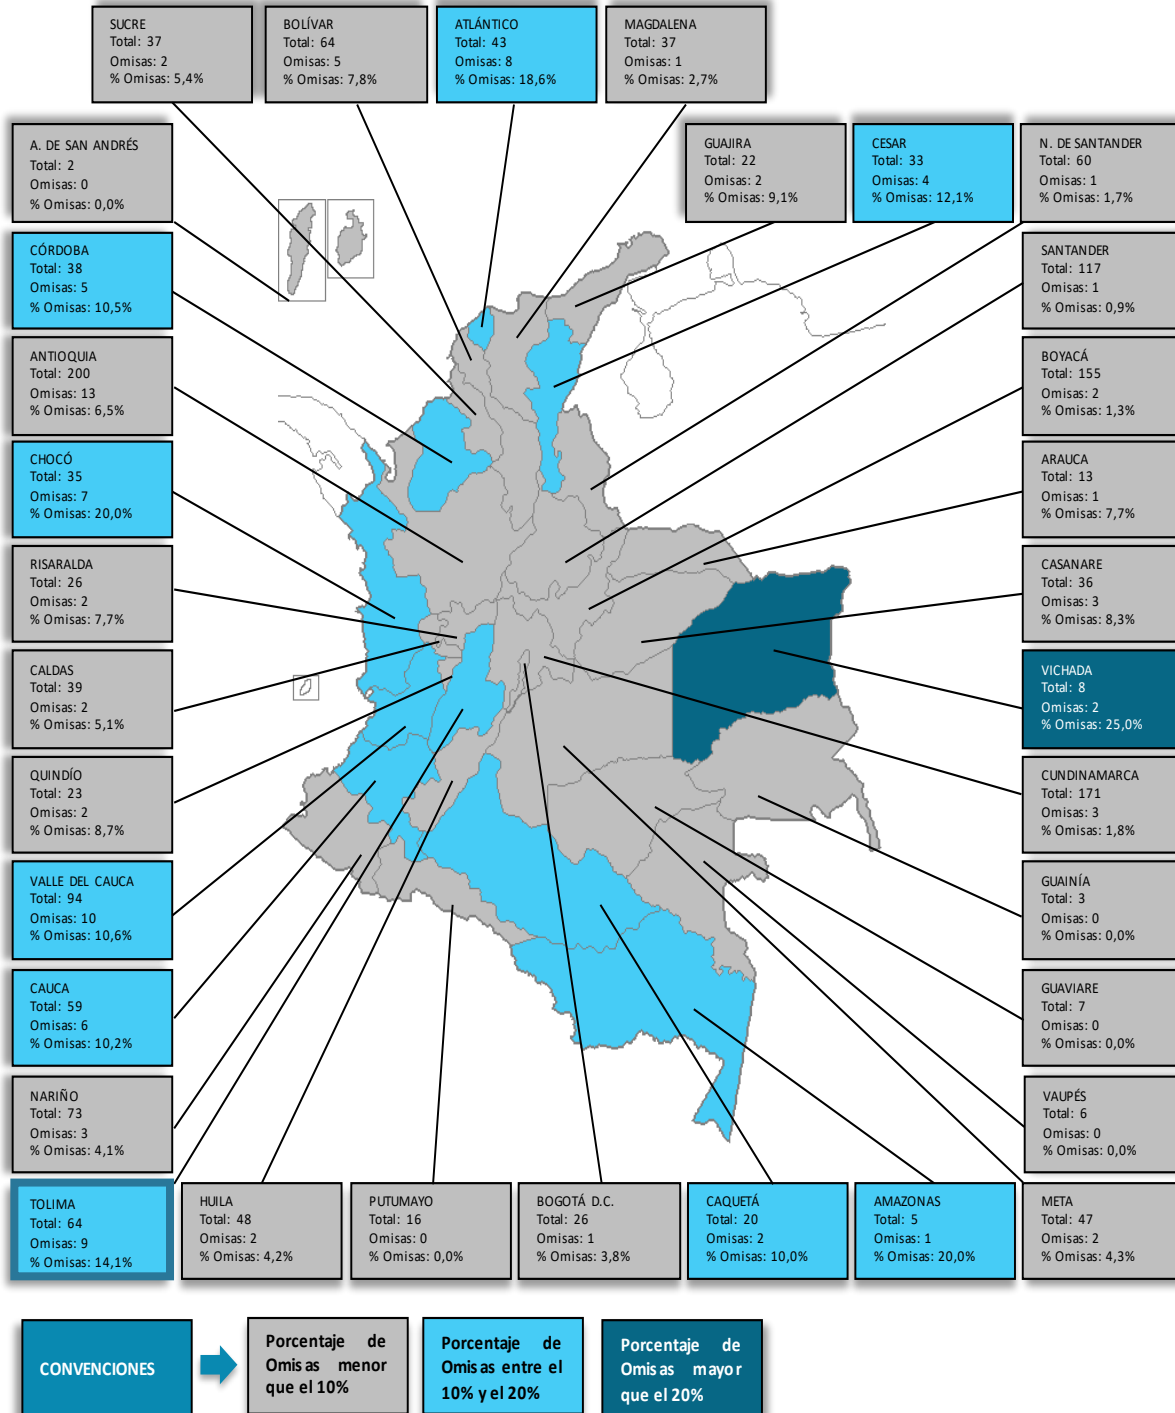 SUCRE
Total: 37
Omisas: 2
% Omisas: 5,4%
BOLÍVAR
Total: 64
Omisas: 5
% Omisas: 7,8%
ATLÁNTICO
Total: 43
Omisas: 8
% Omisas: 18,6%
MAGDALENA
Total: 37
Omisas: 1
% Omisas: 2,7%
A. DE SAN ANDRÉS
Total: 2
Omisas: 0
% Omisas: 0,0%
GUAJIRA
Total: 22
Omisas: 2
% Omisas: 9,1%
CESAR
Total: 33
Omisas: 4
% Omisas: 12,1%
N. DE SANTANDER
Total: 60
Omisas: 1
% Omisas: 1,7%
CÓRDOBA
Total: 38
Omisas: 5
% Omisas: 10,5%
SANTANDER
Total: 117
Omisas: 1
% Omisas: 0,9%
ANTIOQUIA
Total: 200
Omisas: 13
% Omisas: 6,5%
BOYACÁ
Total: 155
Omisas: 2
% Omisas: 1,3%
CHOCÓ
Total: 35
Omisas: 7
% Omisas: 20,0%
ARAUCA
Total: 13
Omisas: 1
% Omisas: 7,7%
RISARALDA
Total: 26
Omisas: 2
% Omisas: 7,7%
CASANARE
Total: 36
Omisas: 3
% Omisas: 8,3%
CALDAS
Total: 39
Omisas: 2
% Omisas: 5,1%
VICHADA
Total: 8
Omisas: 2
% Omisas: 25,0%
QUINDÍO
Total: 23
Omisas: 2
% Omisas: 8,7%
CUNDINAMARCA
Total: 171
Omisas: 3
% Omisas: 1,8%
VALLE DEL CAUCA
Total: 94
Omisas: 10
% Omisas: 10,6%
GUAINÍA
Total: 3
Omisas: 0
% Omisas: 0,0%
CAUCA
Total: 59
Omisas: 6
% Omisas: 10,2%
GUAVIARE
Total: 7
Omisas: 0
% Omisas: 0,0%
NARIÑO
Total: 73
Omisas: 3
% Omisas: 4,1%
VAUPÉS
Total: 6
Omisas: 0
% Omisas: 0,0%
TOLIMA
Total: 64
Omisas: 9
% Omisas: 14,1%
HUILA
Total: 48
Omisas: 2
% Omisas: 4,2%
PUTUMAYO
Total: 16
Omisas: 0
% Omisas: 0,0%
BOGOTÁ D.C.
Total: 26
Omisas: 1
% Omisas: 3,8%
CAQUETÁ
Total: 20
Omisas: 2
% Omisas: 10,0%
AMAZONAS
Total: 5
Omisas: 1
% Omisas: 20,0%
META
Total: 47
Omisas: 2
% Omisas: 4,3%
CONVENCIONES
Porcentaje de
Omisas menor
que el 10%
Porcentaje de
Omisas entre el
10% y el 20%
Porcentaje de
Omisas mayor
que el 20%